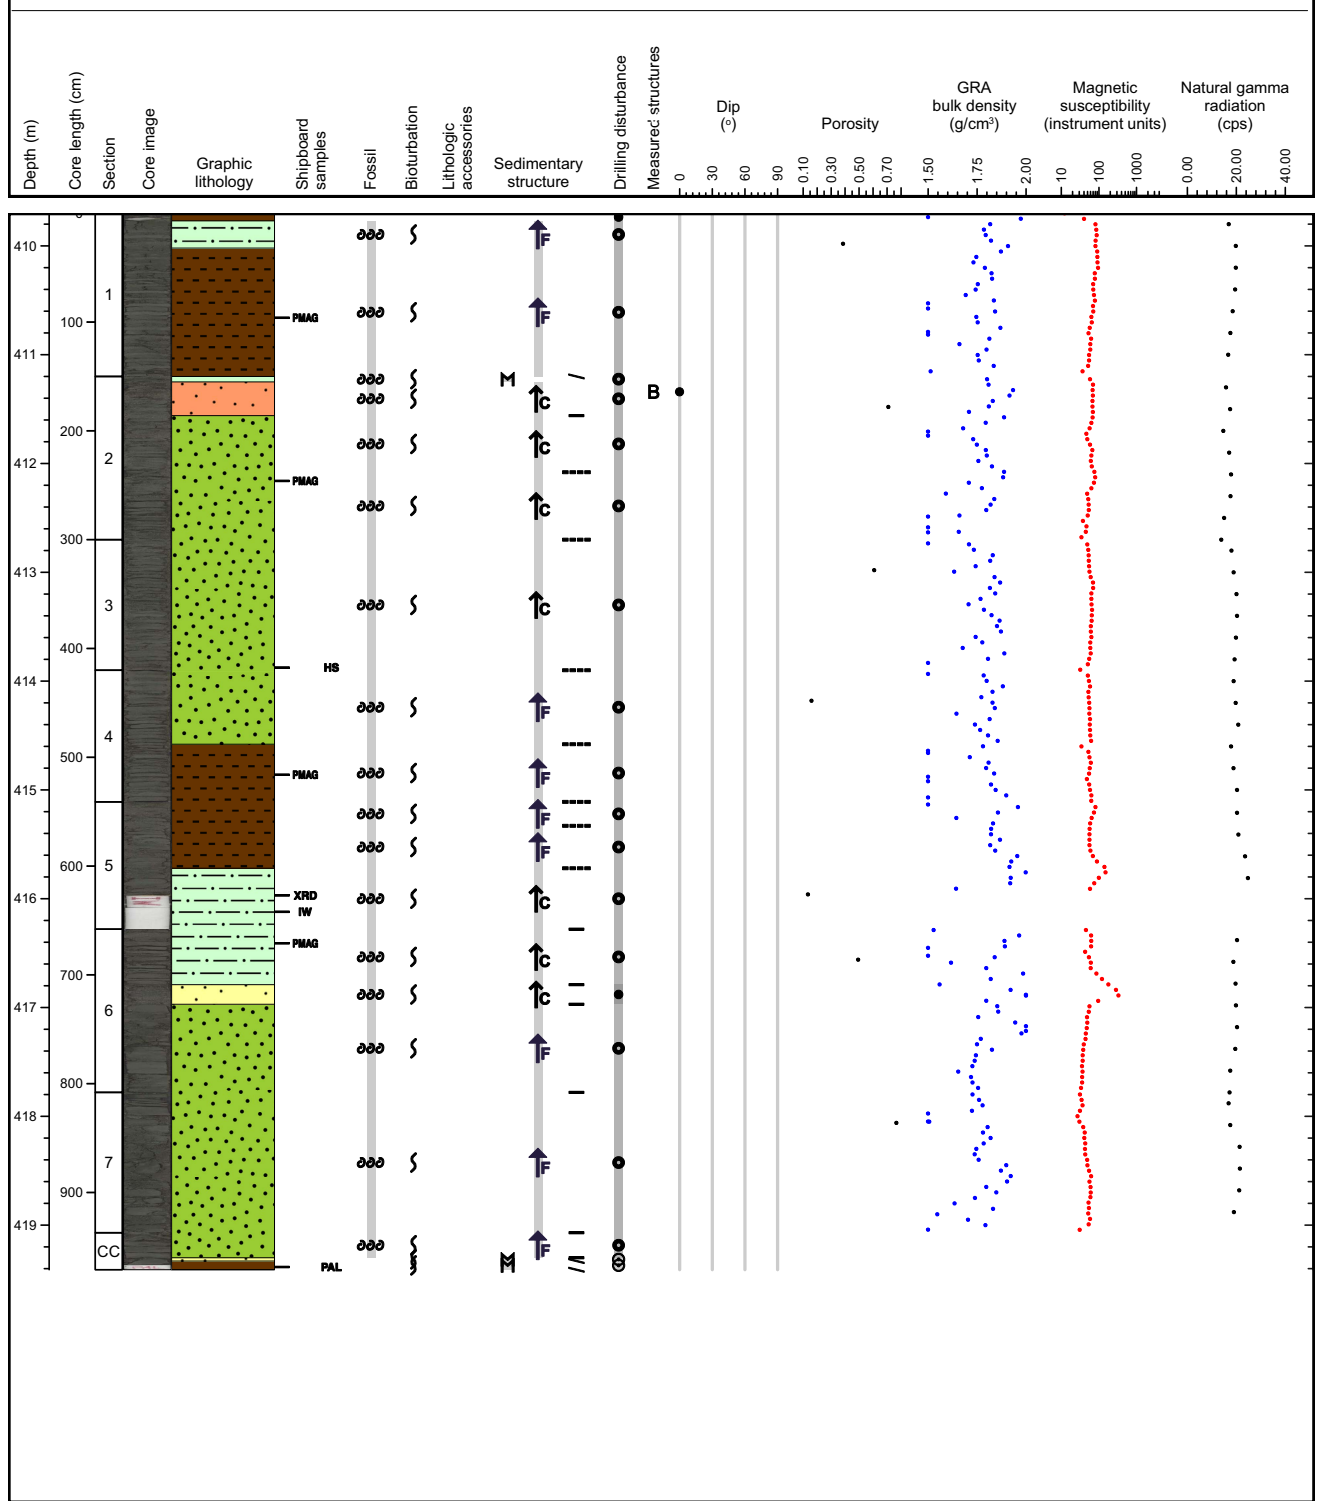 Depth (m)
Core length (cm)
Section
Core image
Graphic
lithology
Shipboard
samples
Fossil
Bioturbation
Lithologic
accessories
Sedimentary
structure
Drilling disturbance
Measured structures
Dip
(°)
Porosity
GRA
bulk density
(g/cm³)
Magnetic
susceptibility
(instrument units)
Natural gamma
radiation
(cps)
0 30 60 90
0.10 0.30 0.50 0.70
1.50 1.75 2.00
10 100 1000
0.00 20.00 40.00
410
F
1
100
PMAG
F
411
M
B
C
200
412
2
C
PMAG
C
300
413
3
C
400
HS
414
F
4
500
415
PMAG
F
F
F
5
600
416
XRD
C
IW
PMAG
C
700
C
417
6
F
800
418
7
F
900
419
CC
F
M
M
PAL